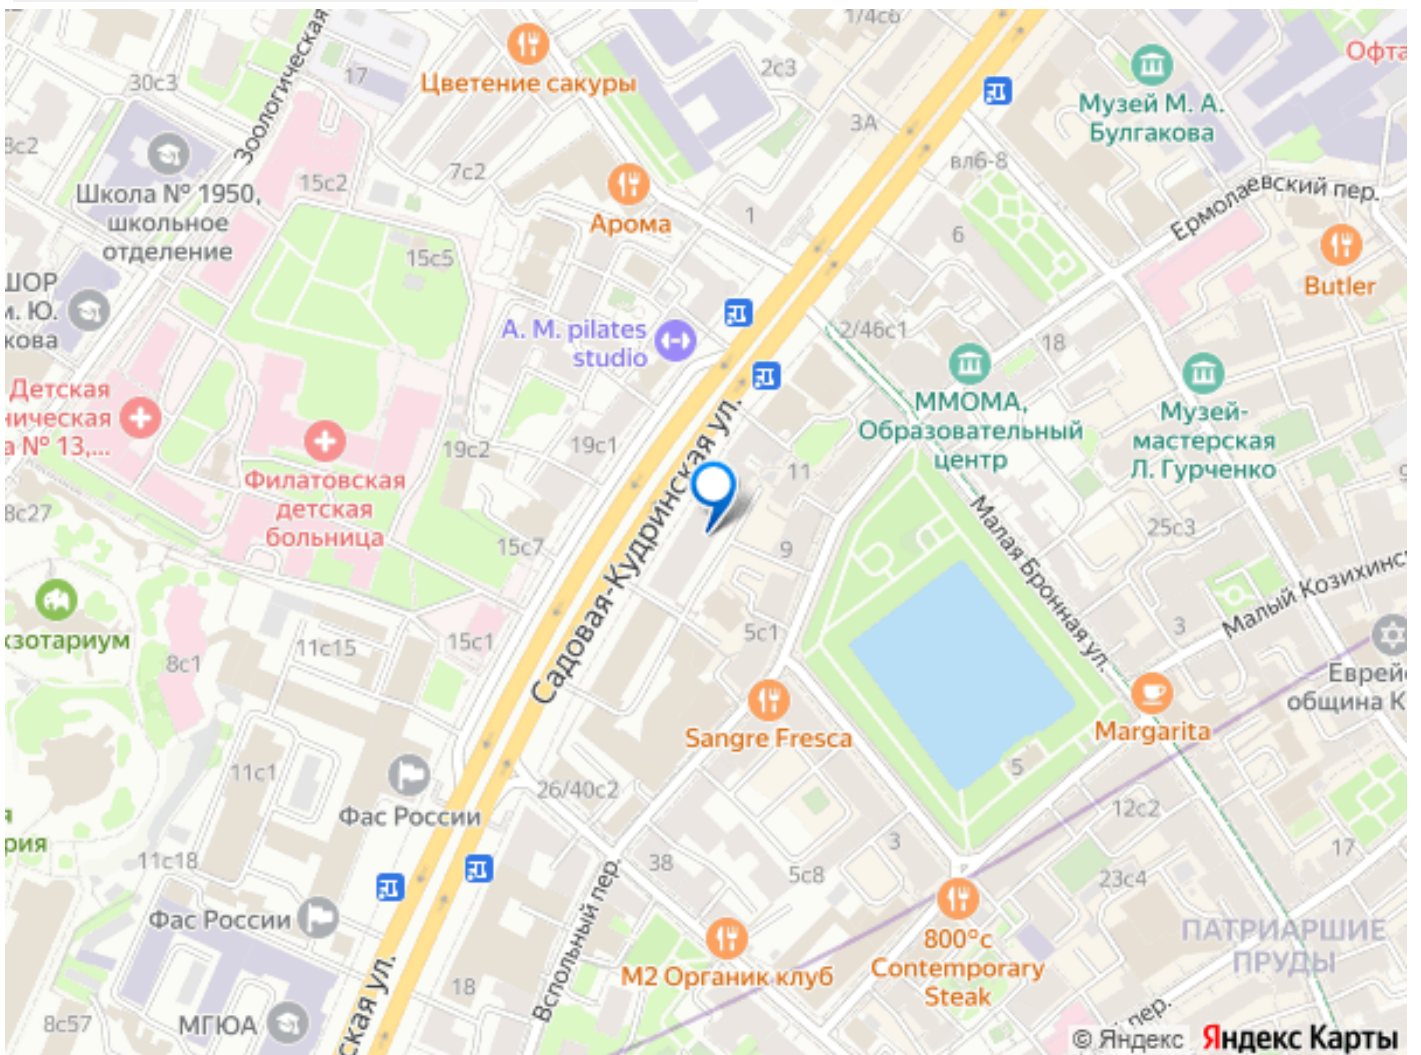 1/4с6
Офта
Зоологическая
17
30с3
Цветение сакуры
2с3
Музей М. А.
Булгакова
3А
8с2
вл6-8
Школа № 1950,
школьное
отделение
15с2
7с2
Ермолаевский пер.
Арома
1
6
15с5
ШОР
м. Ю.
кова
Butler
A. M. pilates
studio
2/46с1
18
Детская
ническая
а № 13,...
ММОМА,
Образовательный
центр
Музей-
мастерская
Л. Гурченко
19с2
19с1
11
9
Филатовская
детская
больница
8с27
15с7
9
25с3
Садовая-Кудринская ул.
Малая Бронная ул.
Малый Козихинс
кзотариум
8с1
11с15
15с1
5с1
3
Еврей
община К
Sangre Fresca
Margarita
11с1
5
26/40с2
12с2
Фас России
я
рия
11с18
38
3
5с8
17
23с4
Фас России
Вспольный пер.
800°c
Contemporary
Steak
ПАТРИАРШИЕ
ПРУДЫ
М2 Органик клуб
18
8с57
МГЮА
ская ул.
пер.
© Яндекс Яндекс Карты